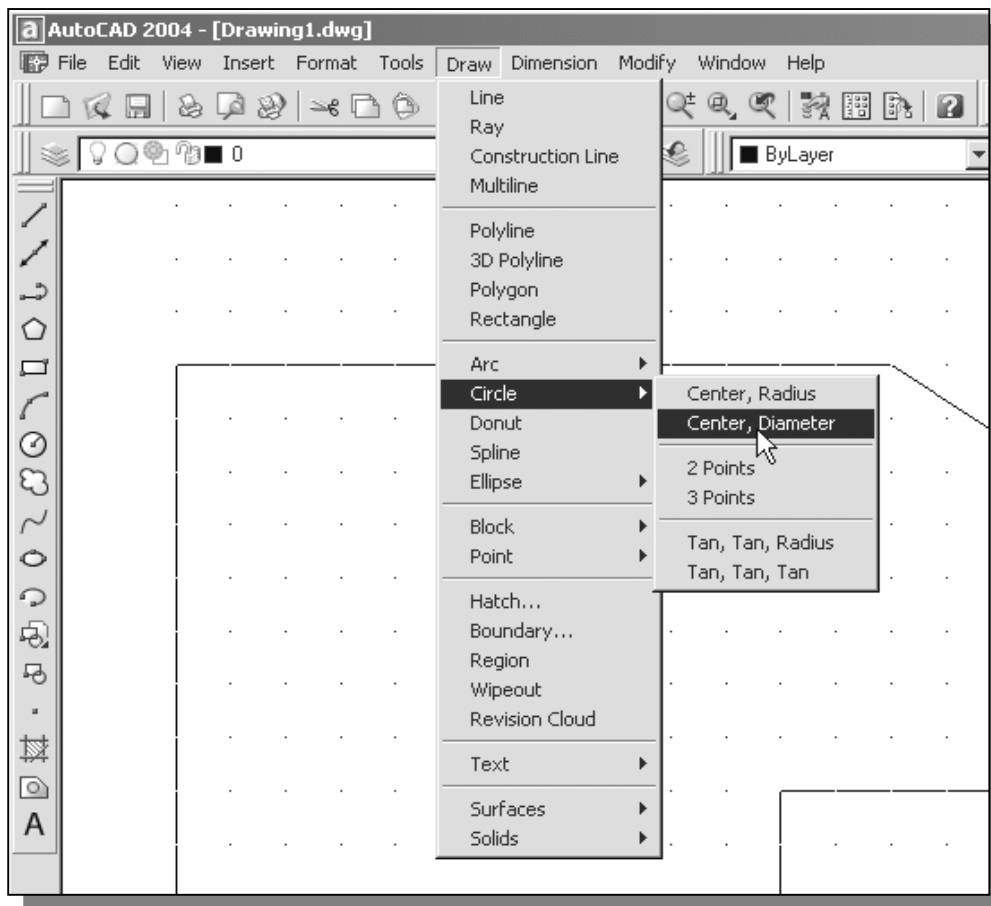 a AutoCAD 2004 - [Drawing1.dwg]
File Edit View Insert Format Tools Draw Dimension Modify Window Help
0 ByLayer
Line
Ray
Construction Line
Multiline
Polyline
3D Polyline
Polygon
Rectangle
Arc
Circle
Donut
Spline
Ellipse
Block
Point
Hatch...
Boundary...
Region
Wipeout
Revision Cloud
Text
Surfaces
Solids
Center, Radius
Center, Diameter
2 Points
3 Points
Tan, Tan, Radius
Tan, Tan, Tan
A